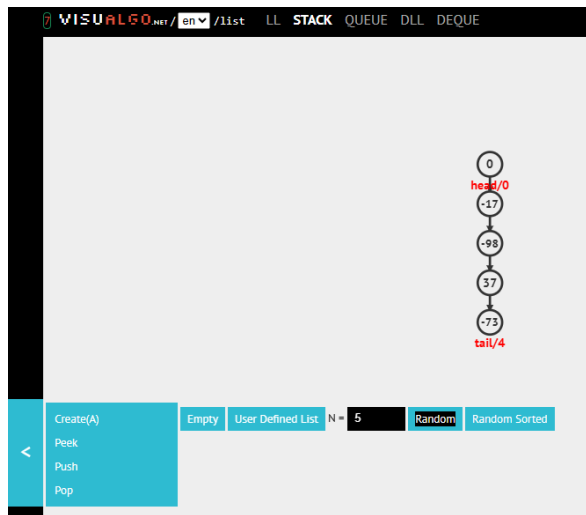 7 VISUALGO.NET / en /list LL STACK QUEUE DLL DEQUE
0
head/0
-17
-98
37
-73
tail/4
Create(A) Empty User Defined List N = 5 Random Random Sorted
< Peek
Push
Pop